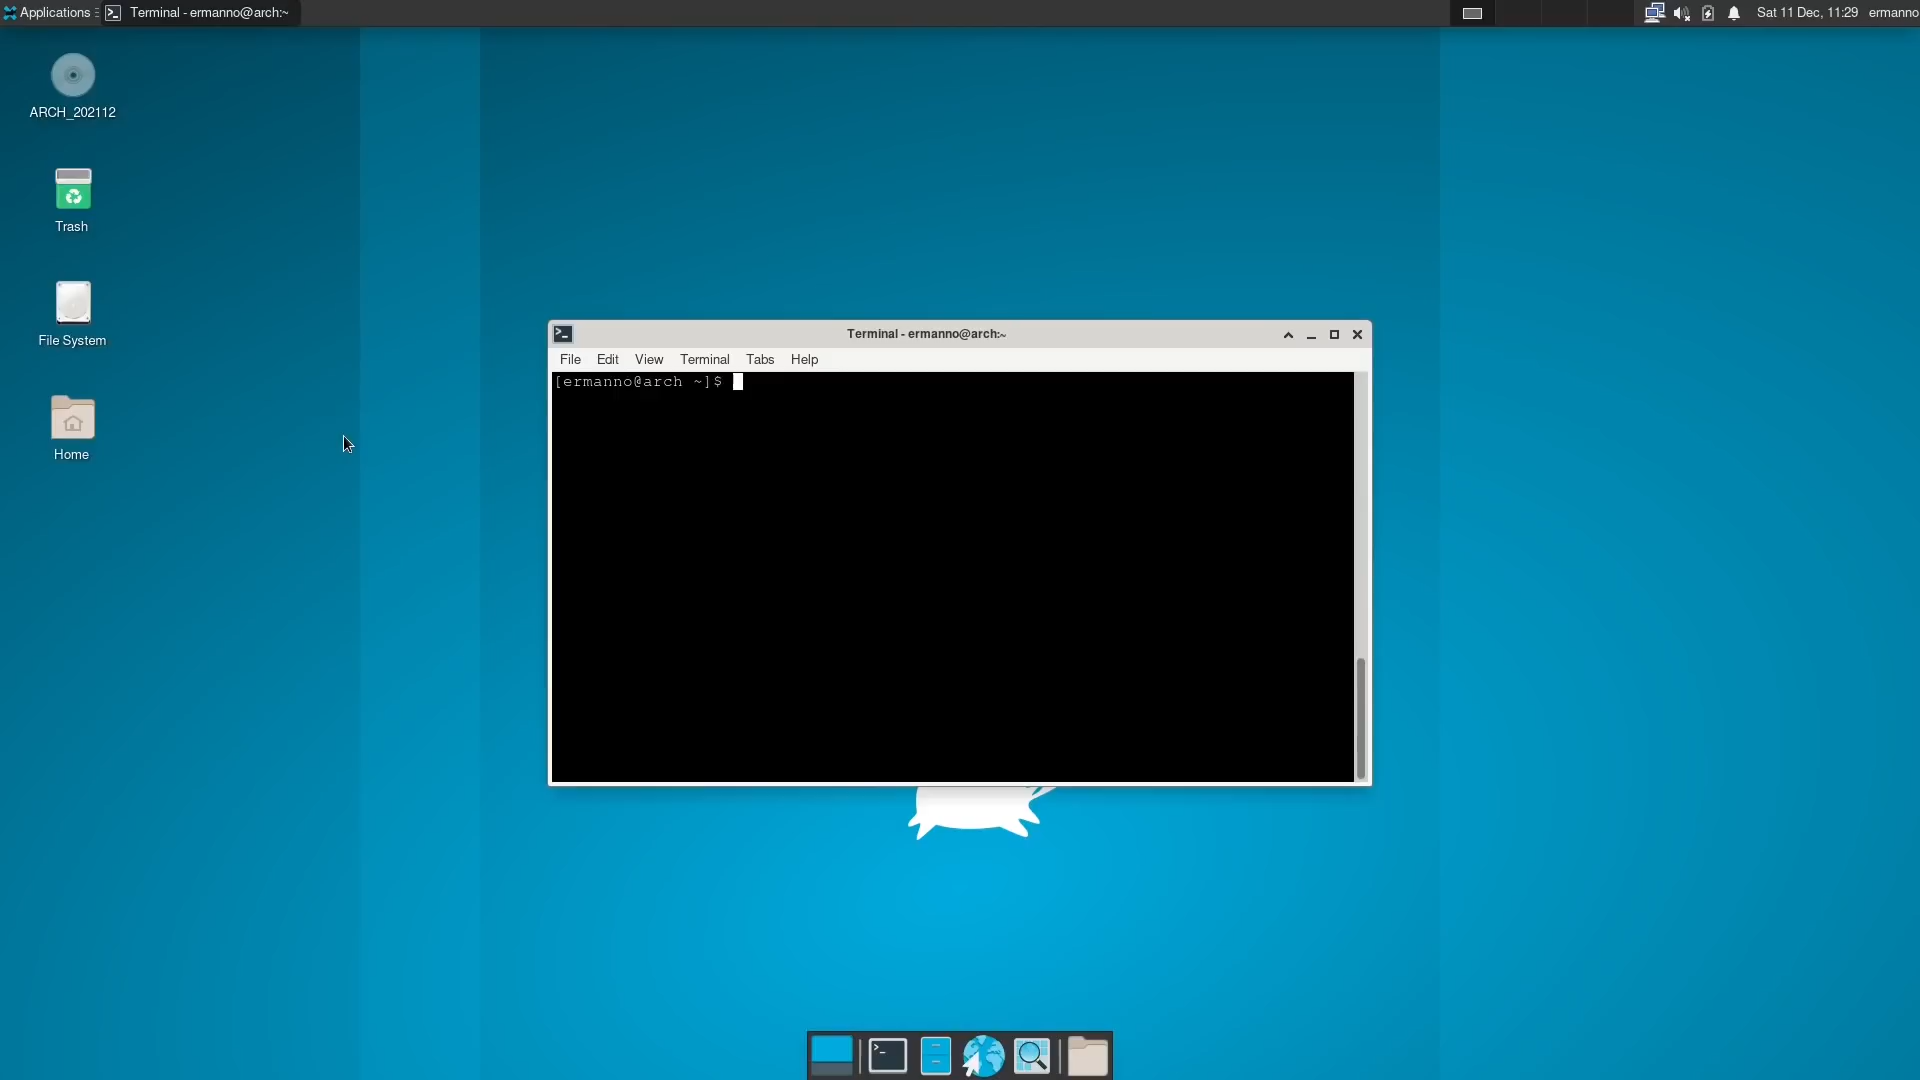 Applications
Terminal - ermanno@arch:~
Sat 11 Dec, 11:29
ermanno
ARCH_202112
Trash
File System
Home
Terminal - ermanno@arch:~
File Edit View Terminal Tabs Help
[ermanno@arch ~]$